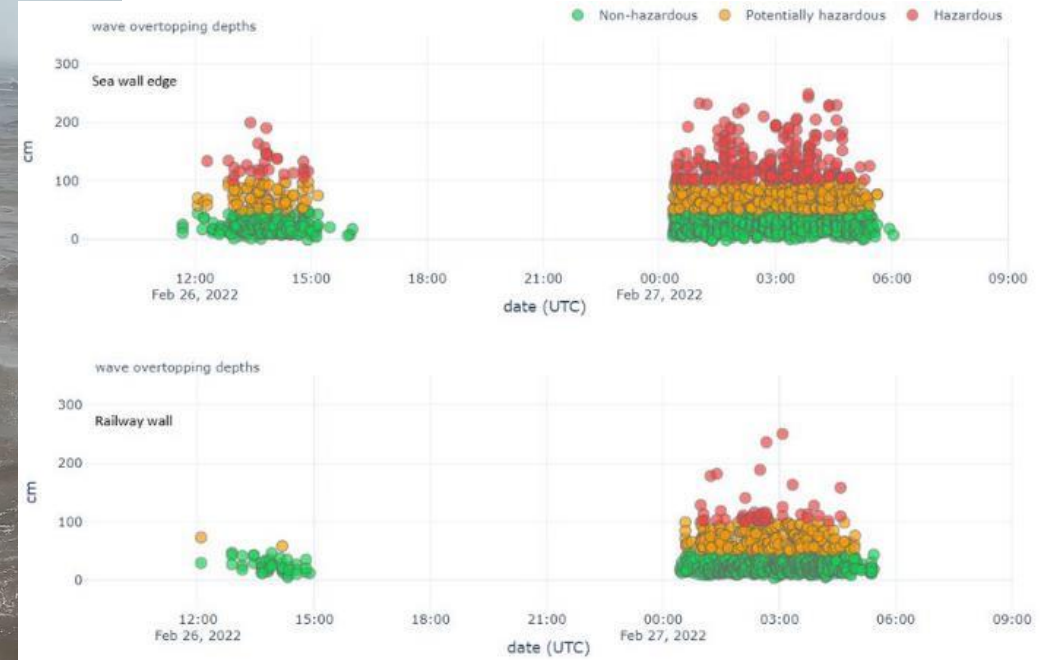 Non-hazardous Potentially hazardous Hazardous
wave overtopping depths
300
Sea wall edge
200
cm
100
0
12:00 15:00 18:00 21:00 00:00 03:00 06:00 09:00
Feb 26, 2022 Feb 27, 2022
date (UTC)
wave overtopping depths
300
Railway wall
200
cm
100
0
12:00 15:00 18:00 21:00 00:00 03:00 06:00 09:00
Feb 26, 2022 Feb 27, 2022
date (UTC)